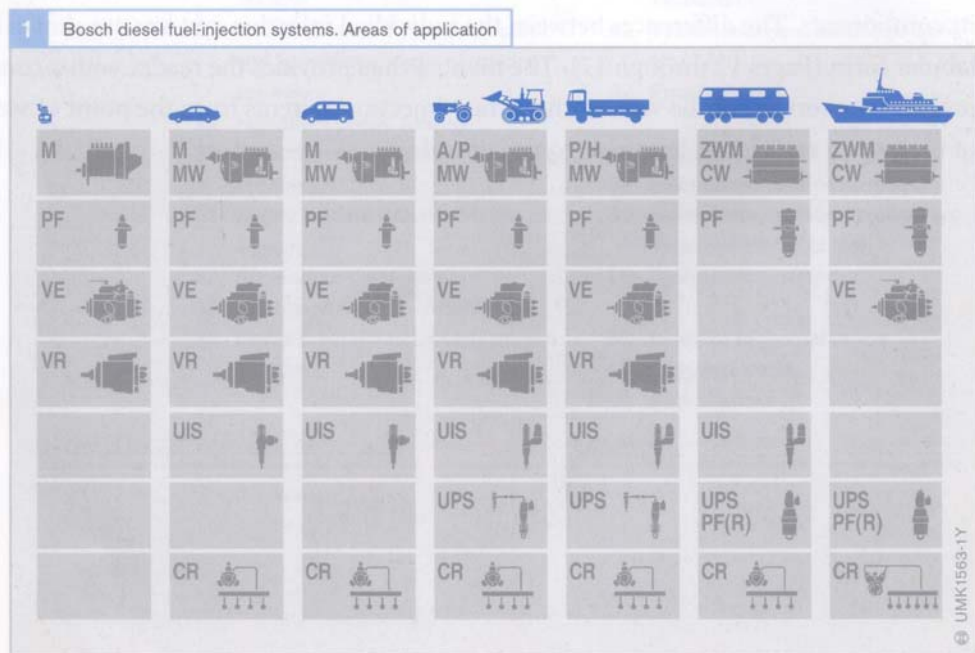 1 Bosch diesel fuel-injection systems. Areas of application
M M M A/P P/H ZWM ZWM
MW MW MW MW CW CW
PF PF PF PF PF PF PF
VE VE VE VE VE VE
VR VR VR VR VR
UIS UIS UIS UIS UIS
UPS UPS UPS UPS
PF(R) PF(R)
CR CR CR CR CR CR
UMK1563-1Y